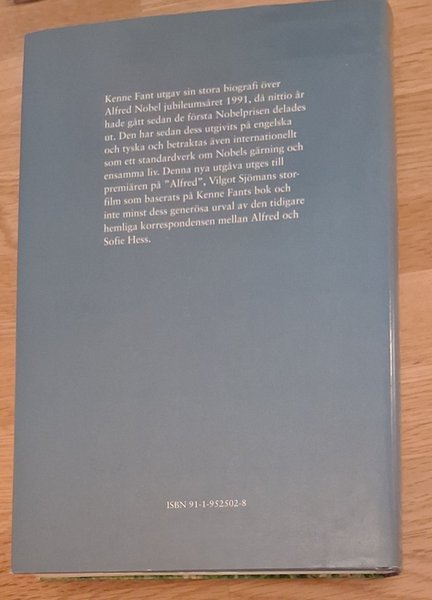 Kenne Fant utgav sin stora biografi över
Alfred Nobel jubileumsåret 1991, då nittio år
hade gått sedan de första Nobelprisen delades
ut. Den har sedan dess utgivits på engelska
och tyska och betraktas även internationellt
som ett standardverk om Nobels gärning och
ensamma liv. Denna nya utgåva utges till
premiären på "Alfred", Vilgot Sjömans stor-
film som baserats på Kenne Fants bok och
inte minst dess generösa urval av den tidigare
hemliga korrespondensen mellan Alfred och
Sofie Hess.
ISBN 91-1-952502-8